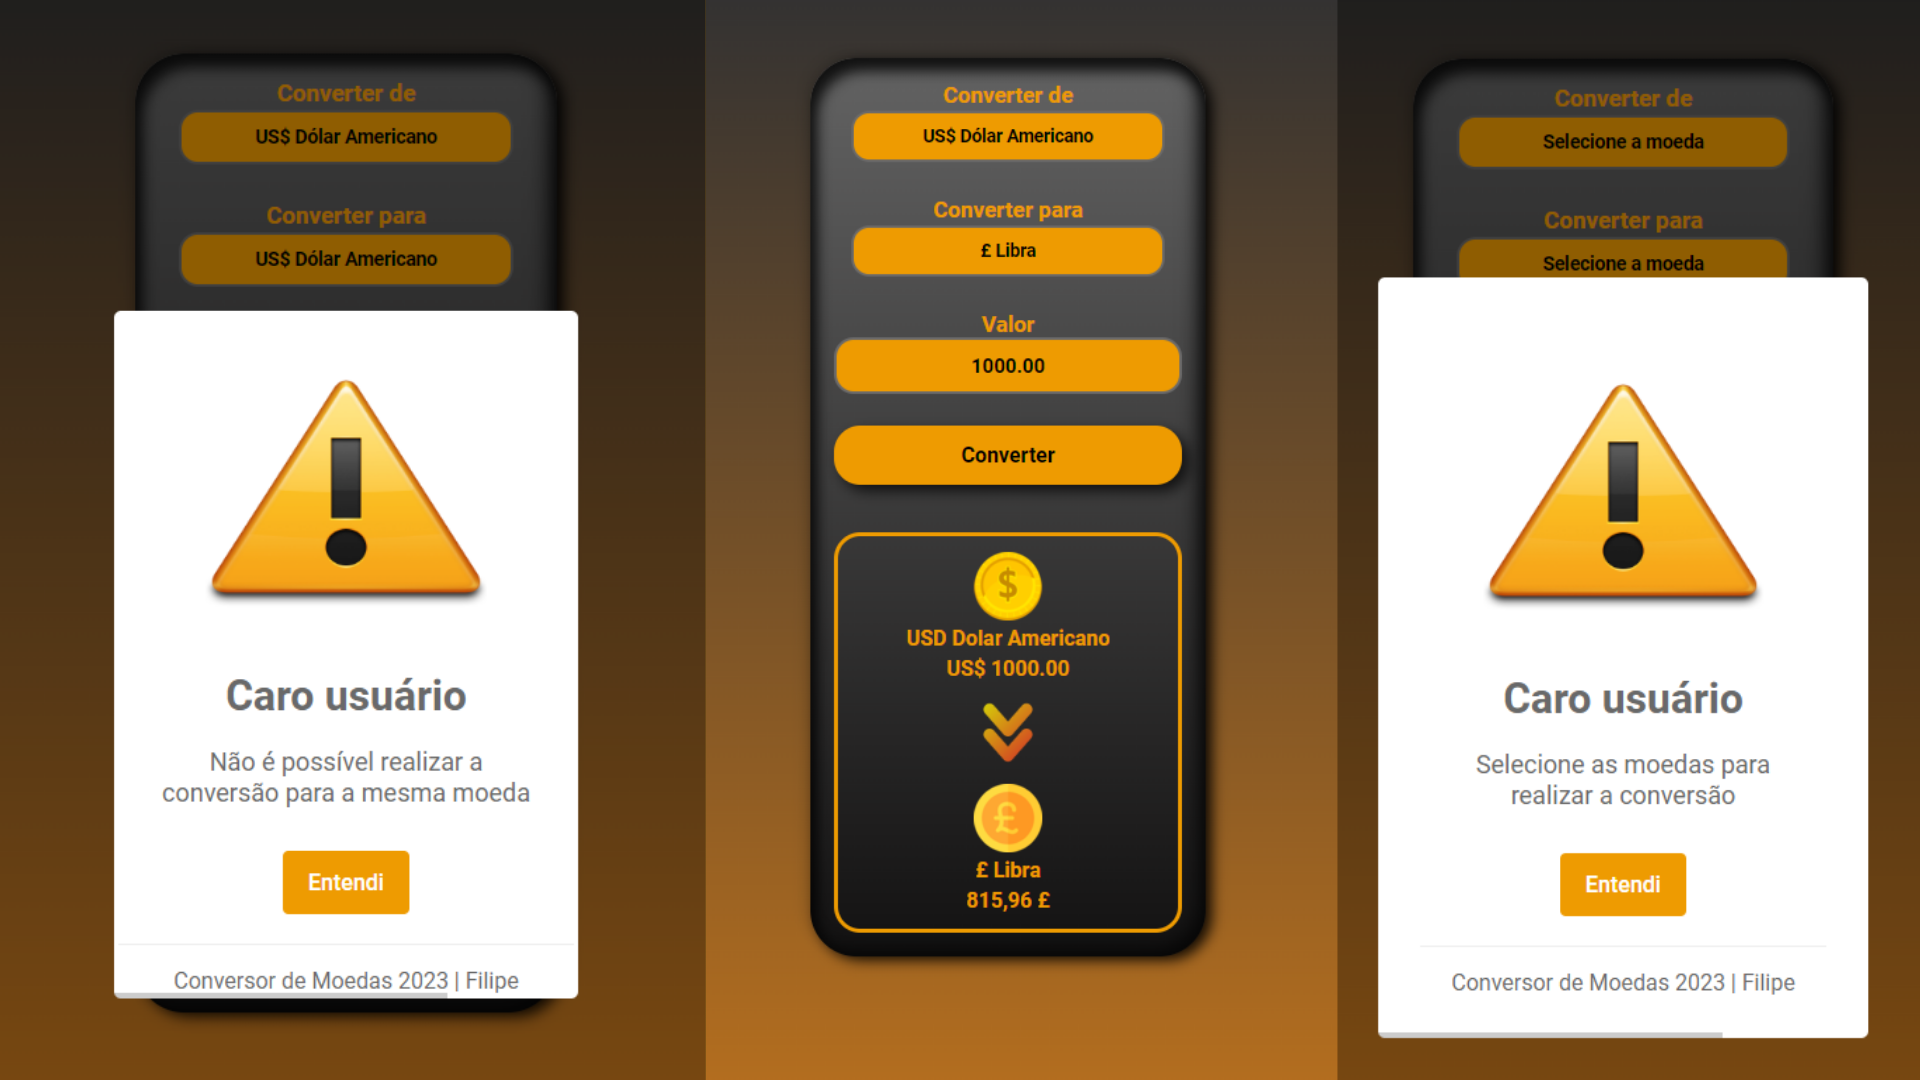 Converter de
US$ Dólar Americano
Converter para
US$ Dólar Americano
Caro usuário
Não é possível realizar a
conversão para a mesma moeda
Entendi
Conversor de Moedas 2023 | Filipe
Converter de
US$ Dólar Americano
Converter para
£ Libra
Valor
1000.00
Converter
$
USD Dolar Americano
US$ 1000.00
£
£ Libra
815,96 £
Converter de
Selecione a moeda
Converter para
Selecione a moeda
Caro usuário
Selecione as moedas para
realizar a conversão
Entendi
Conversor de Moedas 2023 | Filipe